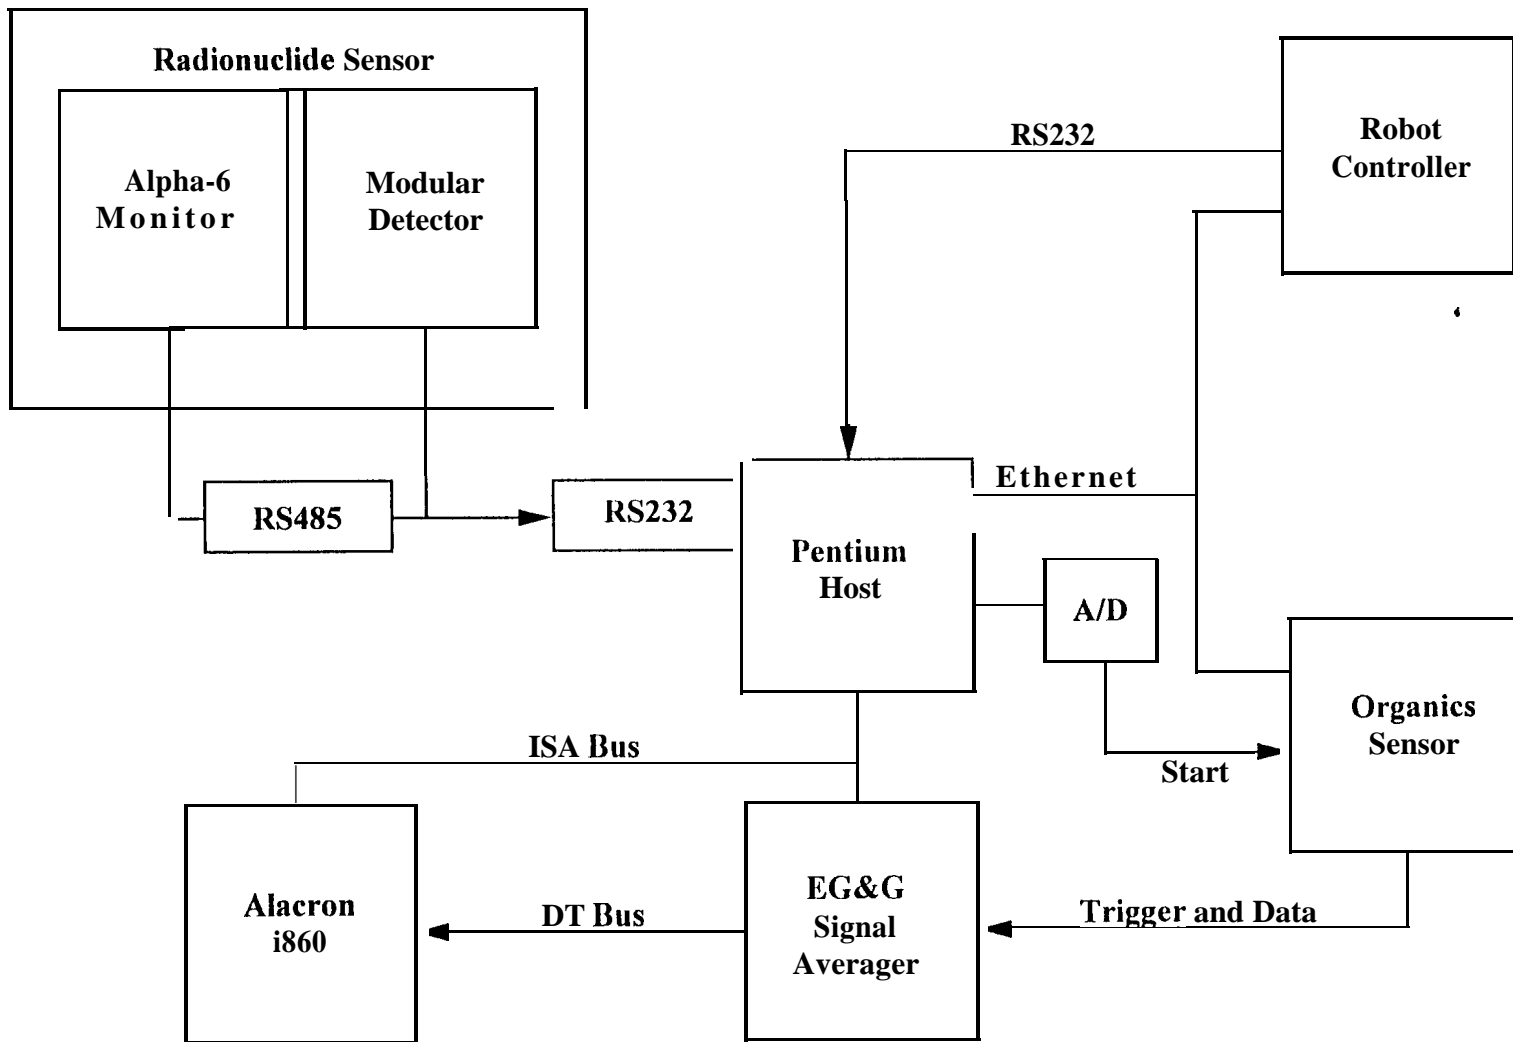 Radionuclide Sensor
Alpha-6
Monitor
Modular
Detector
RS232
Robot
Controller
RS485
RS232
Ethernet
Pentium
Host
A/D
Start
Organics
Sensor
ISA Bus
Alacron
i860
DT Bus
EG&G
Signal
Averager
Trigger and Data